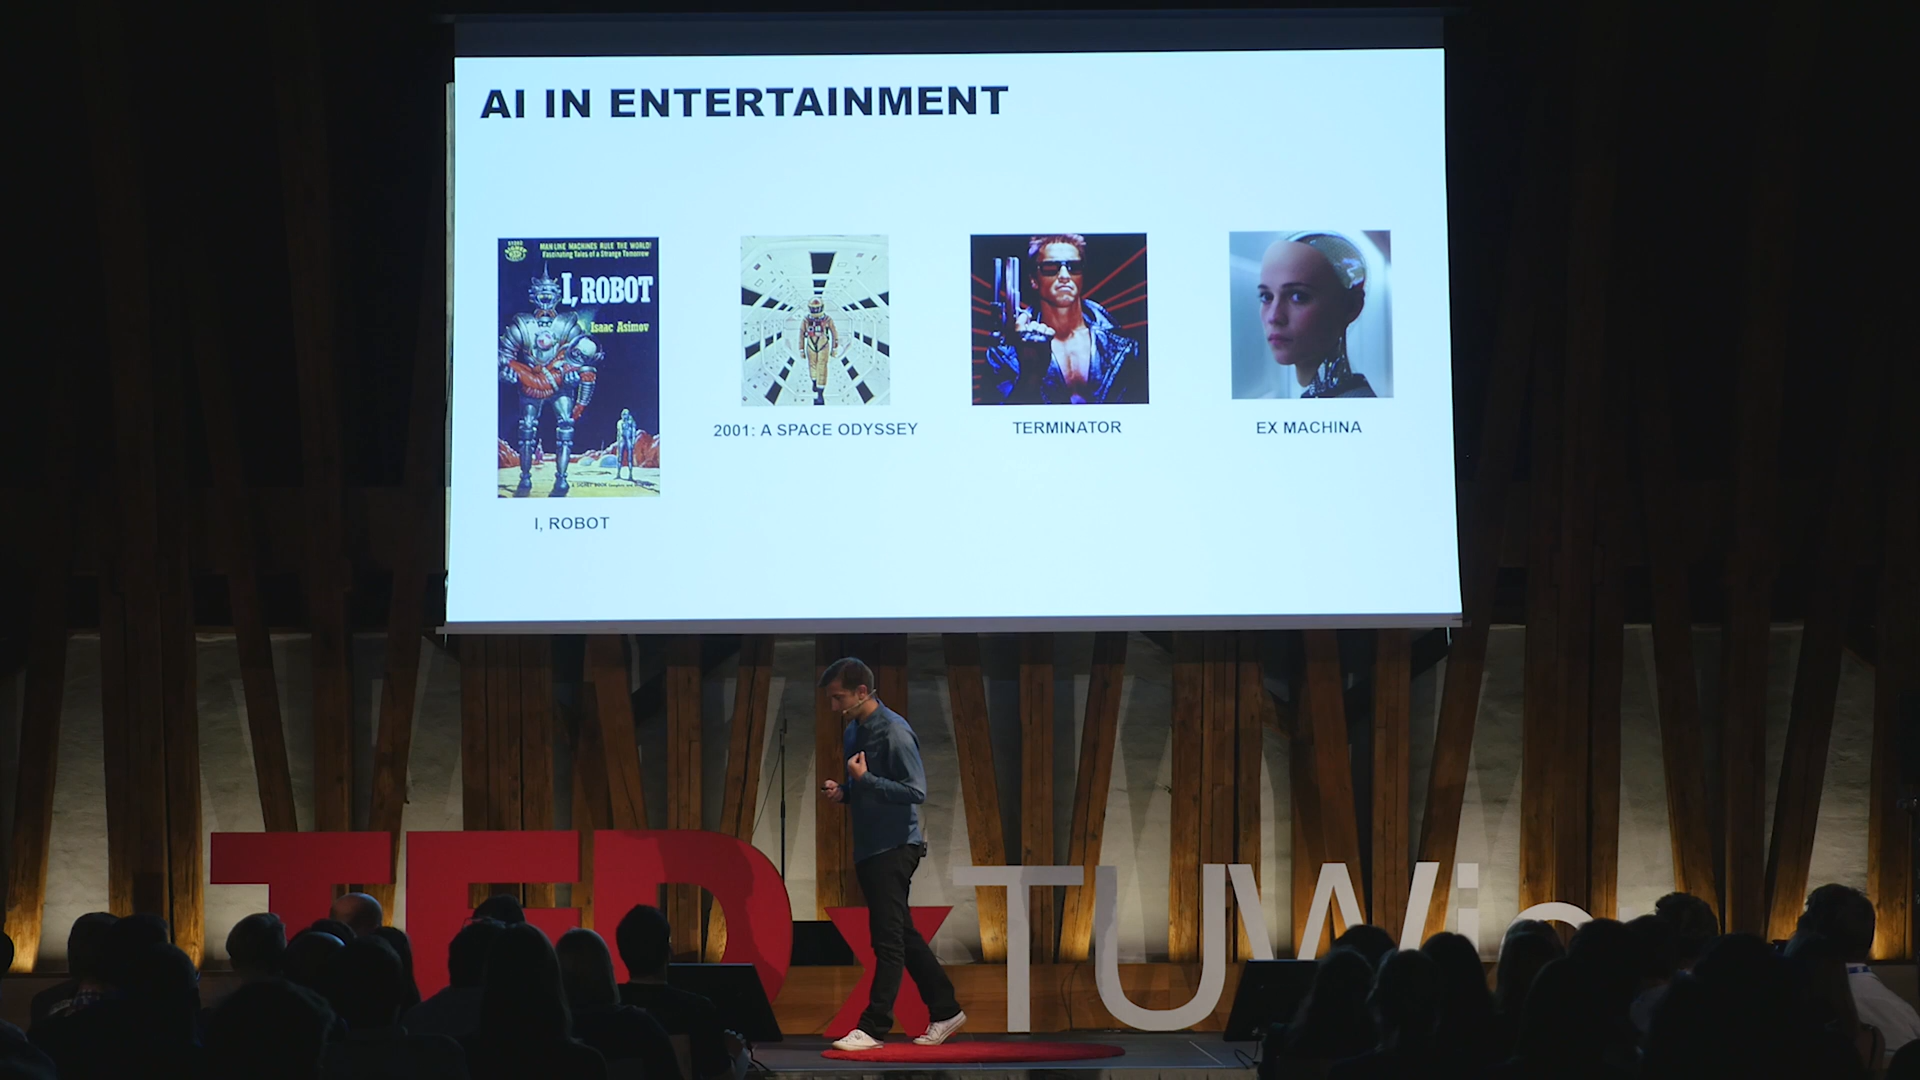 AI IN ENTERTAINMENT
MAN-LIKE MACHINES RULE THE WORLD!
Fascinating Tales of a Strange Tomorrow
I, ROBOT
Isaac Asimov
I, ROBOT
2001: A SPACE ODYSSEY
TERMINATOR
EX MACHINA
TEDx TUWien